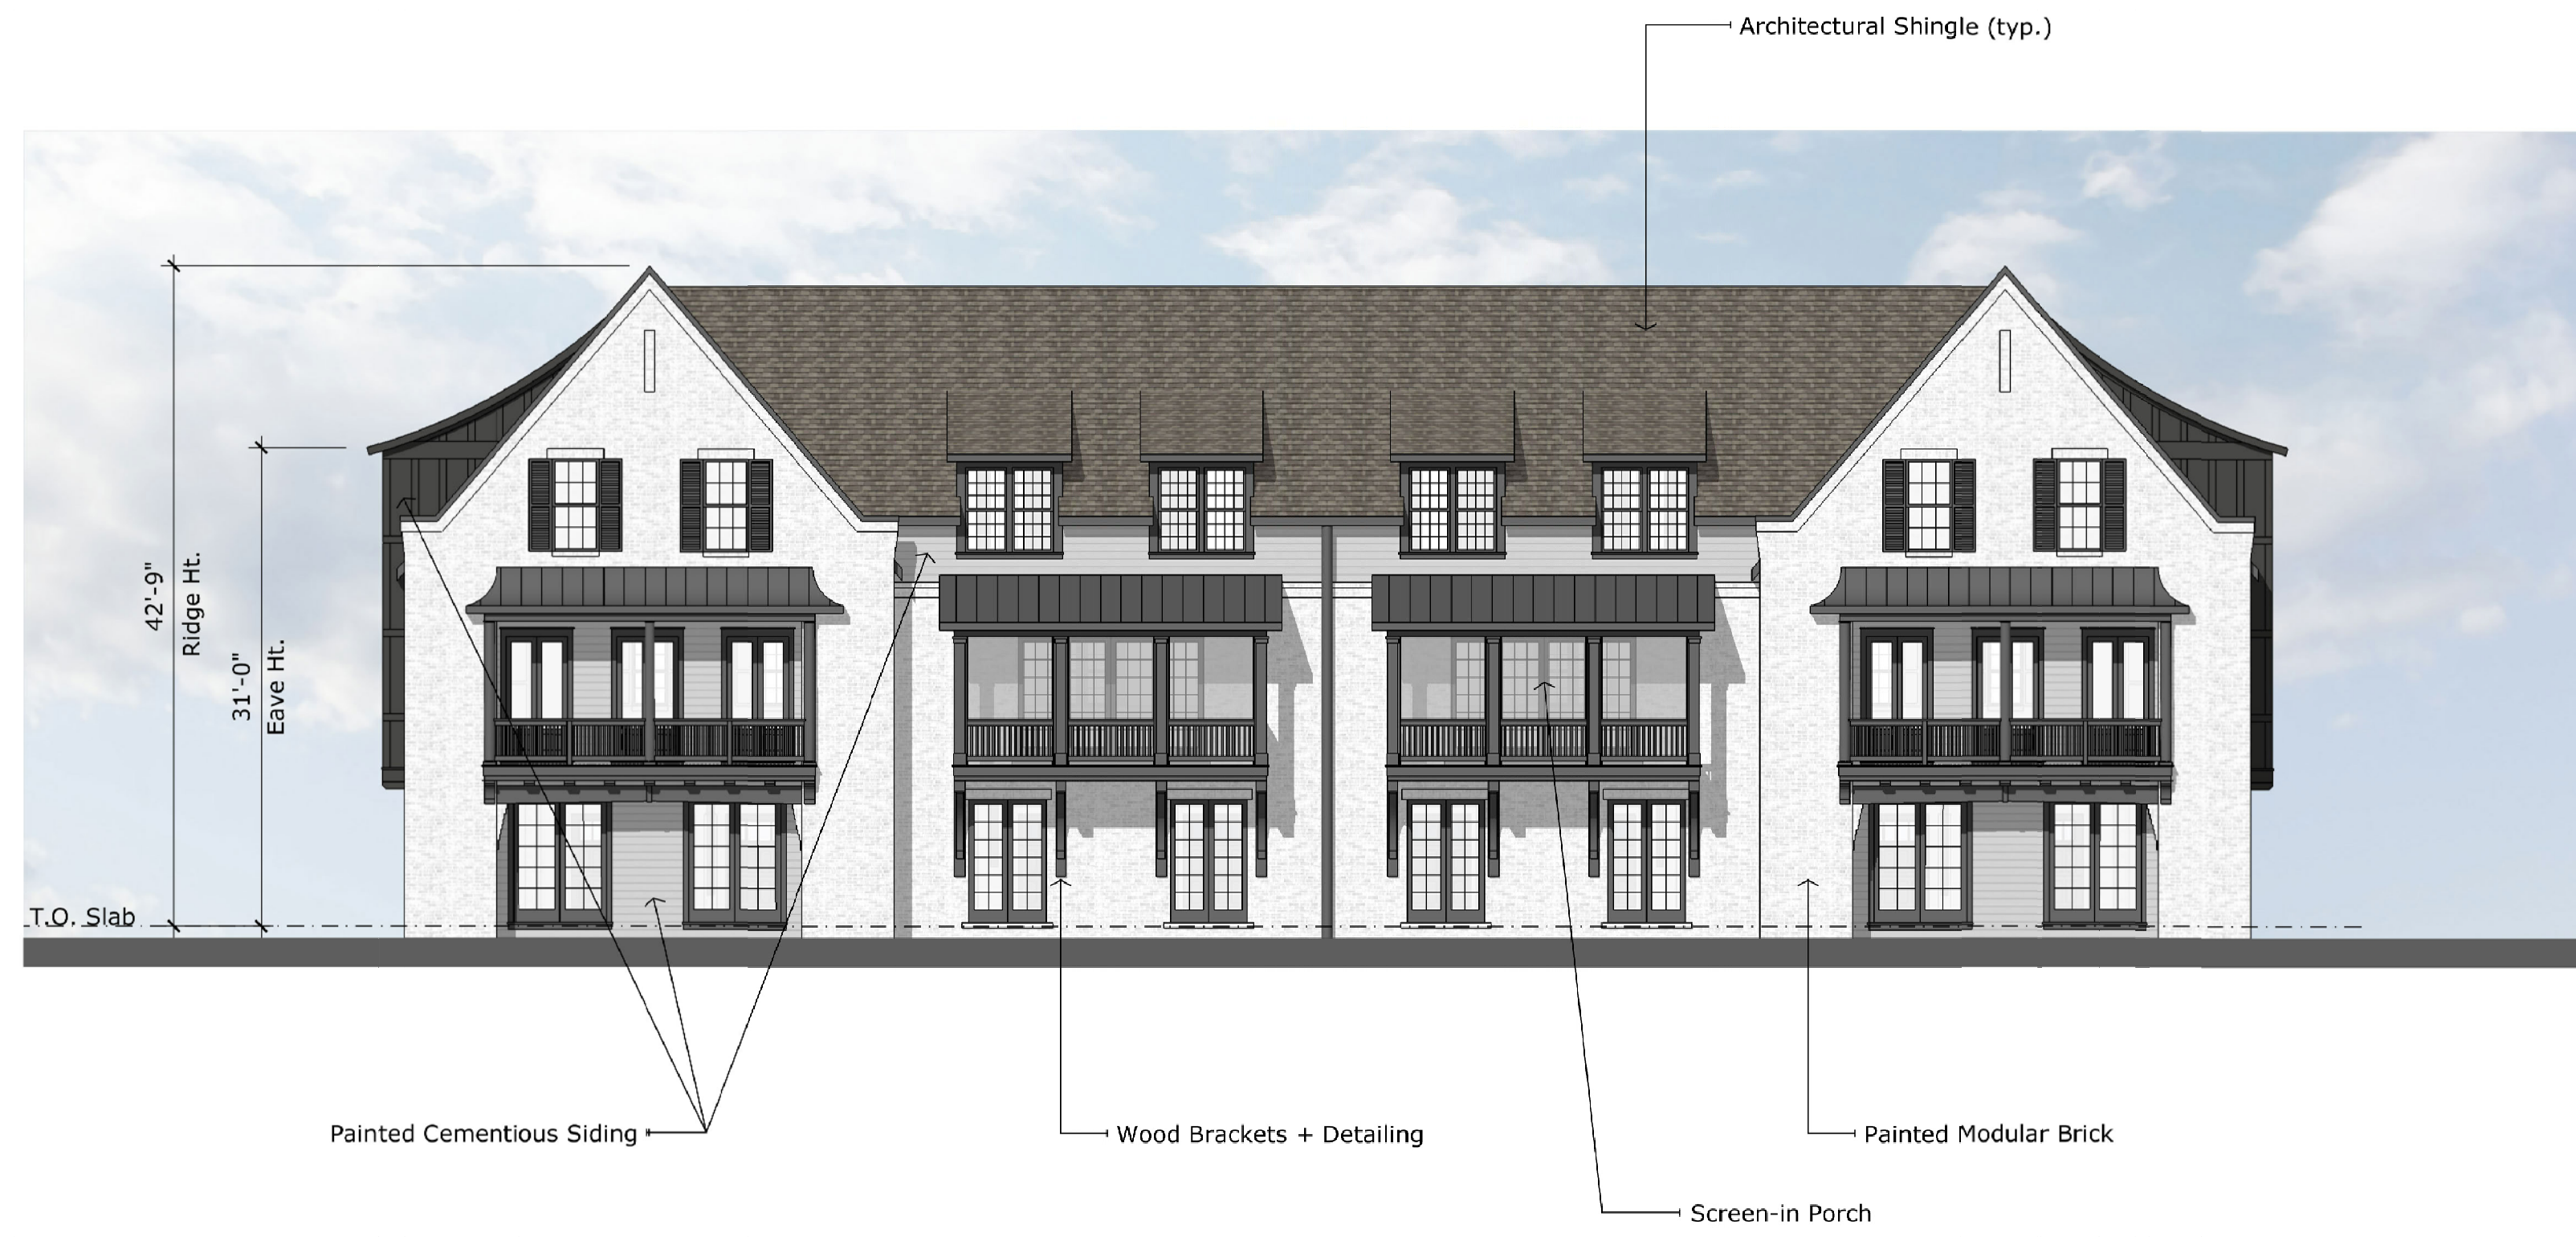 Architectural Shingle (typ.)
42'-9"
Ridge Ht.
31'-0"
Eave Ht.
T.O. Slab
Painted Cementious Siding
Wood Brackets + Detailing
Painted Modular Brick
Screen-in Porch